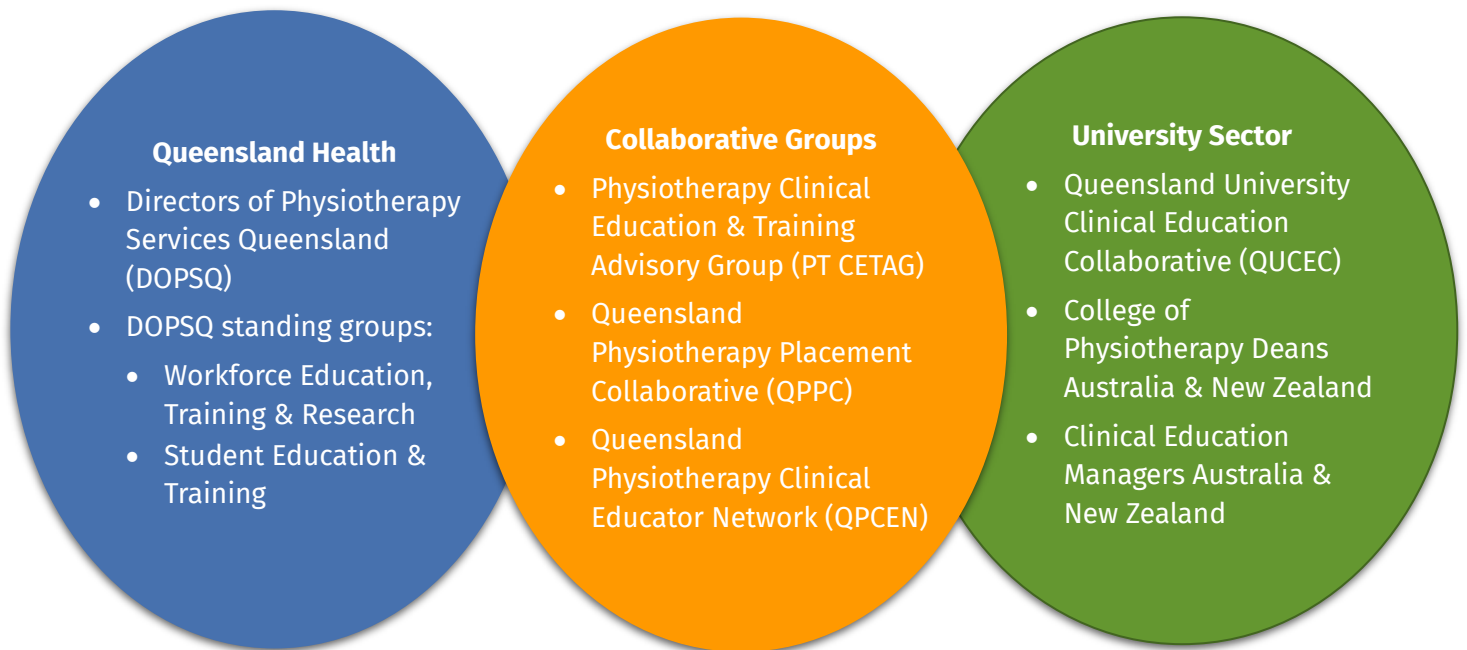 Queensland Health
• Directors of Physiotherapy
Services Queensland
(DOPSQ)
• DOPSQ standing groups:
• Workforce Education,
Training & Research
• Student Education &
Training
Collaborative Groups
• Physiotherapy Clinical
Education & Training
Advisory Group (PT CETAG)
• Queensland
Physiotherapy Placement
Collaborative (QPPC)
• Queensland
Physiotherapy Clinical
Educator Network (QPCEN)
University Sector
• Queensland University
Clinical Education
Collaborative (QUCEC)
• College of
Physiotherapy Deans
Australia & New Zealand
• Clinical Education
Managers Australia &
New Zealand